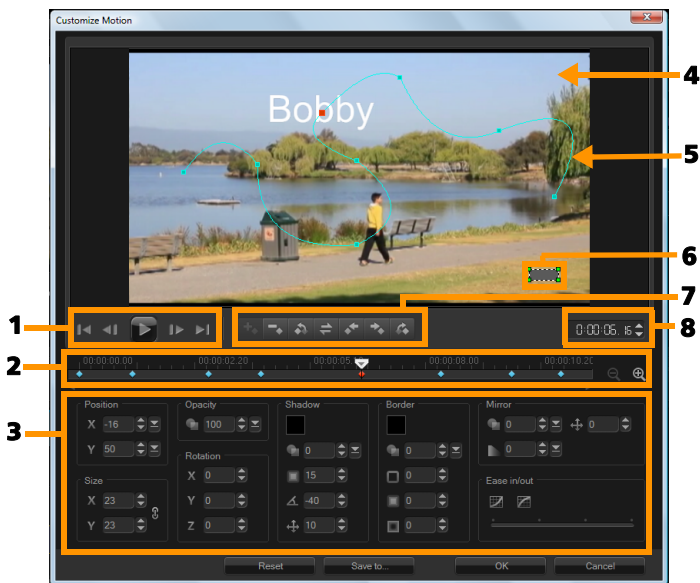 Customize Motion
Bobby
4
5
6
7
1
8
0:00:06.16
2
00:00:00.00 00:00:02.20 00:00:05 00:00:08.00 00:00:10.20
3
Position Opacity Shadow Border Mirror
X -16 100 0 0
Y 50 0 0 0
Rotation
X 0 15 0
Size Ease in/out
X 23 Y 0 -40 0
Y 23 Z 0 10 0
Reset Save to... OK Cancel